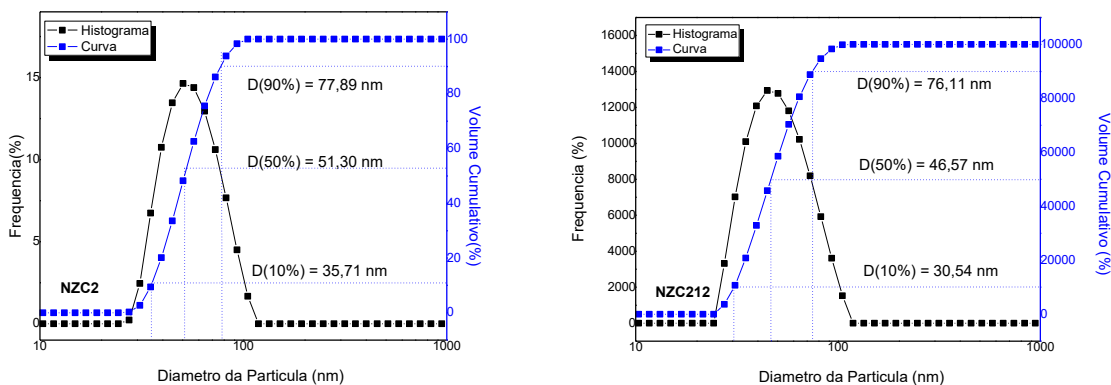 Histograma
Curva
15
10
5
0
Frequencia(%)
100
80
60
40
20
0
Volume Cumulativo(%)
D(90%) = 77,89 nm
D(50%) = 51,30 nm
D(10%) = 35,71 nm
NZC2
10
100
1000
Diametro da Particula (nm)
Histograma
Curva
16000
14000
12000
10000
8000
6000
4000
2000
0
Frequencia (%)
100000
80000
60000
40000
20000
0
Volume Cumulativo(%)
D(90%) = 76,11 nm
D(50%) = 46,57 nm
D(10%) = 30,54 nm
NZC212
10
100
1000
Diametro da Particula (nm)